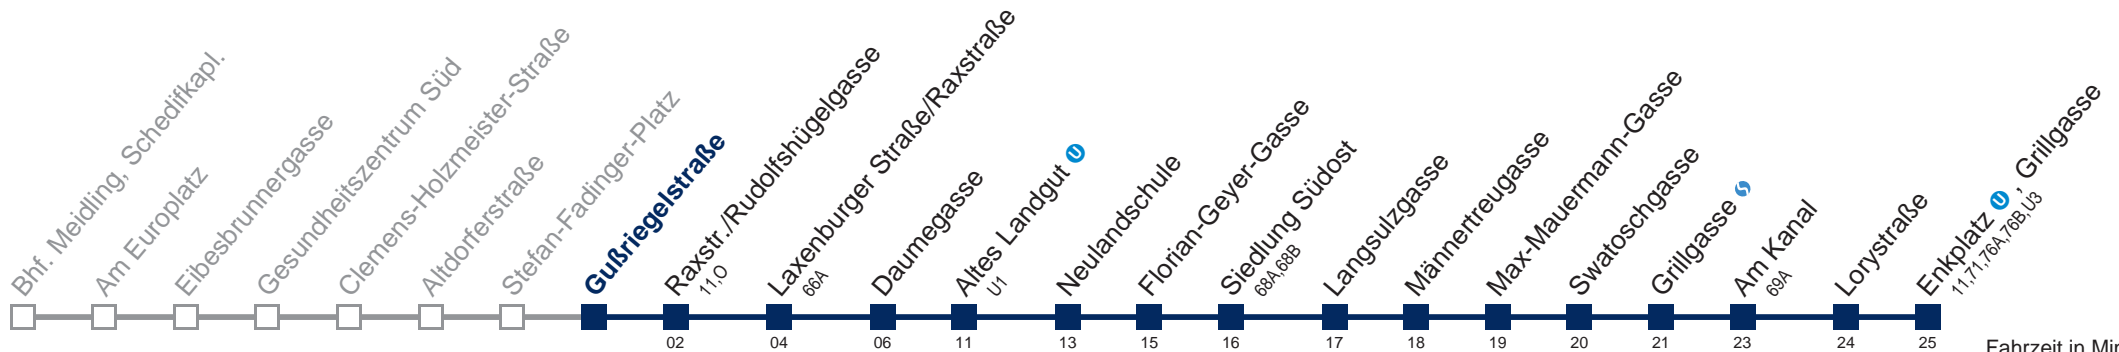 Bhf. Meidling, Schedifkapl.
Am Europlatz
Eibesbrunnergasse
Gesundheitszentrum Süd
Clemens-Holzmeister-Straße
Altdorferstraße
Stefan-Fadinger-Platz
Gußriegelstraße
Raxstr./Rudolfshügelgasse
11,O
Laxenburger Straße/Raxstraße
66A
Daumegasse
Altes Landgut U
U1
Neulandschule
Florian-Geyer-Gasse
Siedlung Südost
68A,68B
Langsulzgasse
Männertreugasse
Max-Mauermann-Gasse
Swatoschgasse
Grillgasse S
Am Kanal
69A
Lorystraße
Enkplatz U , Grillgasse
11,71,76A,76B,U3
02 04 06 11 13 15 16 17 18 19 20 21 23 24 25
Fahrzeit in Min